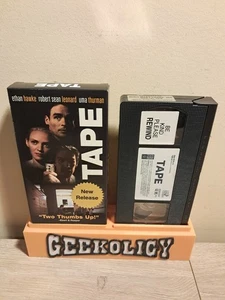 TAPE
ethan hawke robert sean leonard uma thurman
TAPE
New
Release
"Two Thumbs Up!"
BE
KIND
PLEASE
REWIND
TAPE
GEEKOLICY